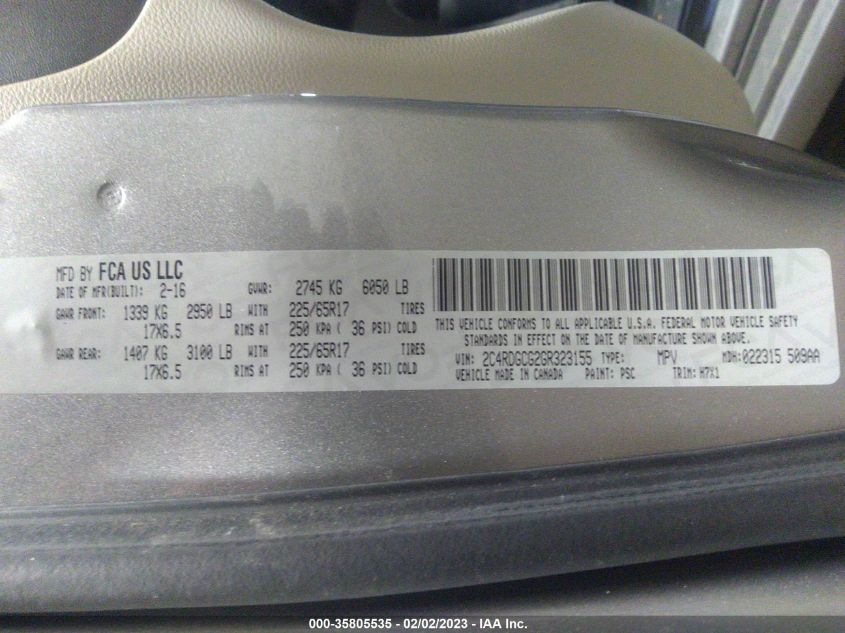 MFD BY FCA US LLC
DATE OF MFR(BUILT): 2-16 GVWR: 2745 KG 6050 LB
GAWR FRONT: 1339 KG 2950 LB WITH 225/65R17 TIRES
17X6.5 RIMS AT 250 KPA ( 36 PSI) COLD
GAWR REAR: 1407 KG 3100 LB WITH 225/65R17 TIRES
17X6.5 RIMS AT 250 KPA ( 36 PSI) COLD
THIS VEHICLE CONFORMS TO ALL APPLICABLE U.S.A. FEDERAL MOTOR VEHICLE SAFETY
STANDARDS IN EFFECT ON THE DATE OF MANUFACTURE SHOWN ABOVE.
VIN: 2C4RDGCG2GR323155 TYPE: MPV MDH: 022315 509AA
VEHICLE MADE IN CANADA PAINT: PSC TRIM: H7X1
000-35805535 - 02/02/2023 - IAA Inc.